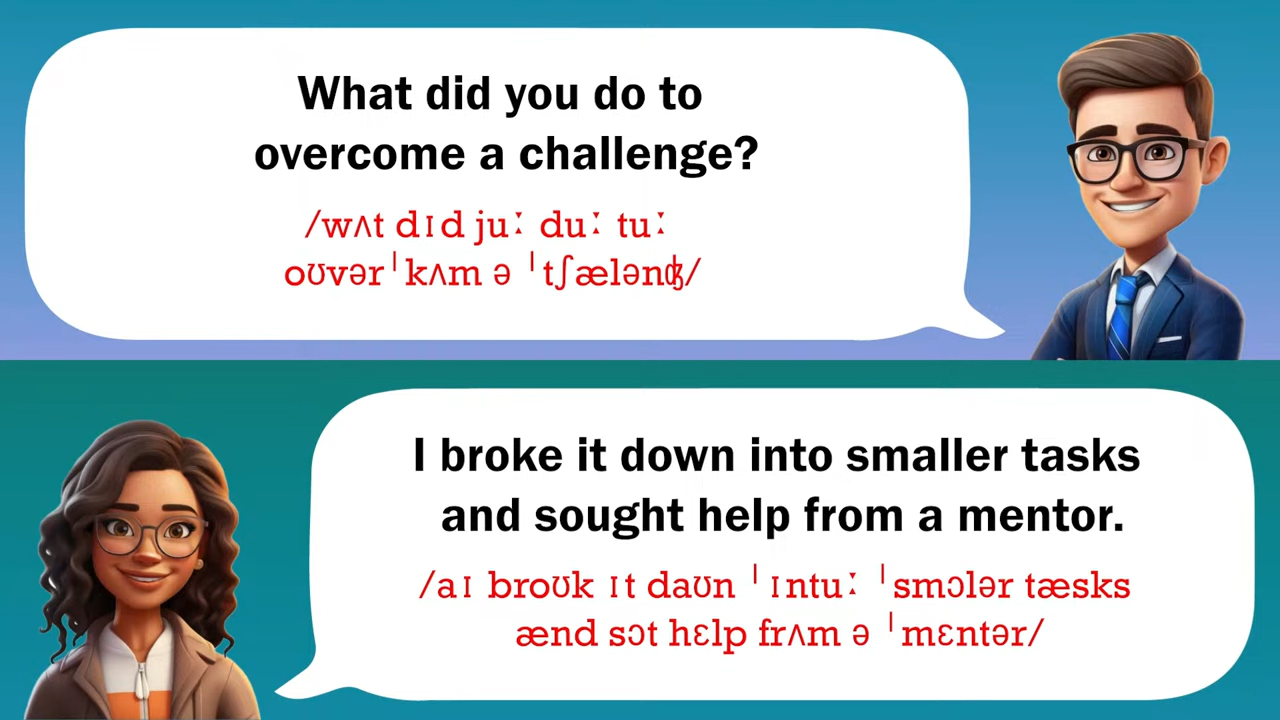 What did you do to
overcome a challenge?
/wʌt dɪd juː duː tuː
oʊvərˈkʌm ə ˈtʃælənʤ/
I broke it down into smaller tasks
and sought help from a mentor.
/aɪ broʊk ɪt daʊn ˈɪntuː ˈsmɔlər tæsks
ænd sɔt hɛlp frʌm ə ˈmɛntər/